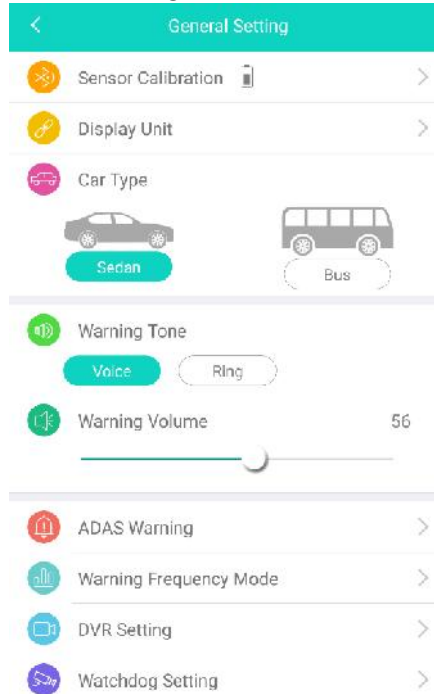 General Setting
Sensor Calibration
Display Unit
Car Type
Sedan Bus
Warning Tone
Voice Ring
Warning Volume 56
ADAS Warning
Warning Frequency Mode
DVR Setting
Watchdog Setting